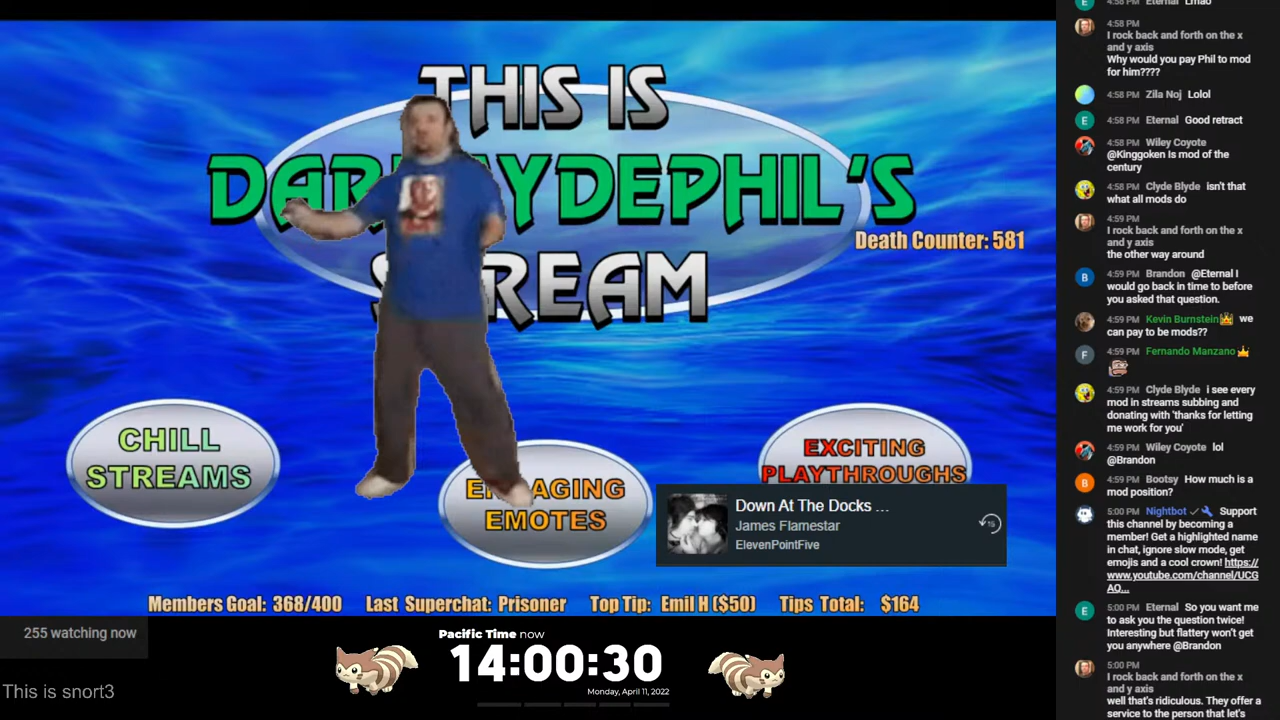 THIS IS
DAR YDEPHIL'S
Death Counter: 581
REAM
CHILL
STREAMS
EXCITING
PLAYTHROUGHS
E AGING
EMOTES
Down At The Docks ...
James Flamestar
ElevenPointFive
15
Members Goal: 368/400 Last Superchat: Prisoner Top Tip: Emil H ($50) Tips Total: $164
255 watching now
Pacific Time now
14:00:30
Monday, April 11, 2022
This is snort3
4:58 PM Eternal Lmao
4:58 PM
I rock back and forth on the x
and y axis
Why would you pay Phil to mod
for him????
4:58 PM Zila Noj Lolol
4:58 PM Eternal Good retract
4:58 PM Wiley Coyote
@Kinggoken Is mod of the
century
4:58 PM Clyde Blyde isn't that
what all mods do
4:59 PM
I rock back and forth on the x
and y axis
the other way around
4:59 PM Brandon @Eternal I
would go back in time to before
you asked that question.
4:59 PM Kevin Burnstein we
can pay to be mods??
4:59 PM Fernando Manzano
4:59 PM Clyde Blyde i see every
mod in streams subbing and
donating with 'thanks for letting
me work for you'
4:59 PM Wiley Coyote lol
@Brandon
4:59 PM Bootsy How much is a
mod position?
5:00 PM Nightbot Support
this channel by becoming a
member! Get a highlighted name
in chat, ignore slow mode, get
emojis and a cool crown! https://
www.youtube.com/channel/UCG
AO...
5:00 PM Eternal So you want me
to ask you the question twice!
Interesting but flattery won't get
you anywhere @Brandon
5:00 PM
I rock back and forth on the x
and y axis
well that's ridiculous. They offer a
service to the person that let's